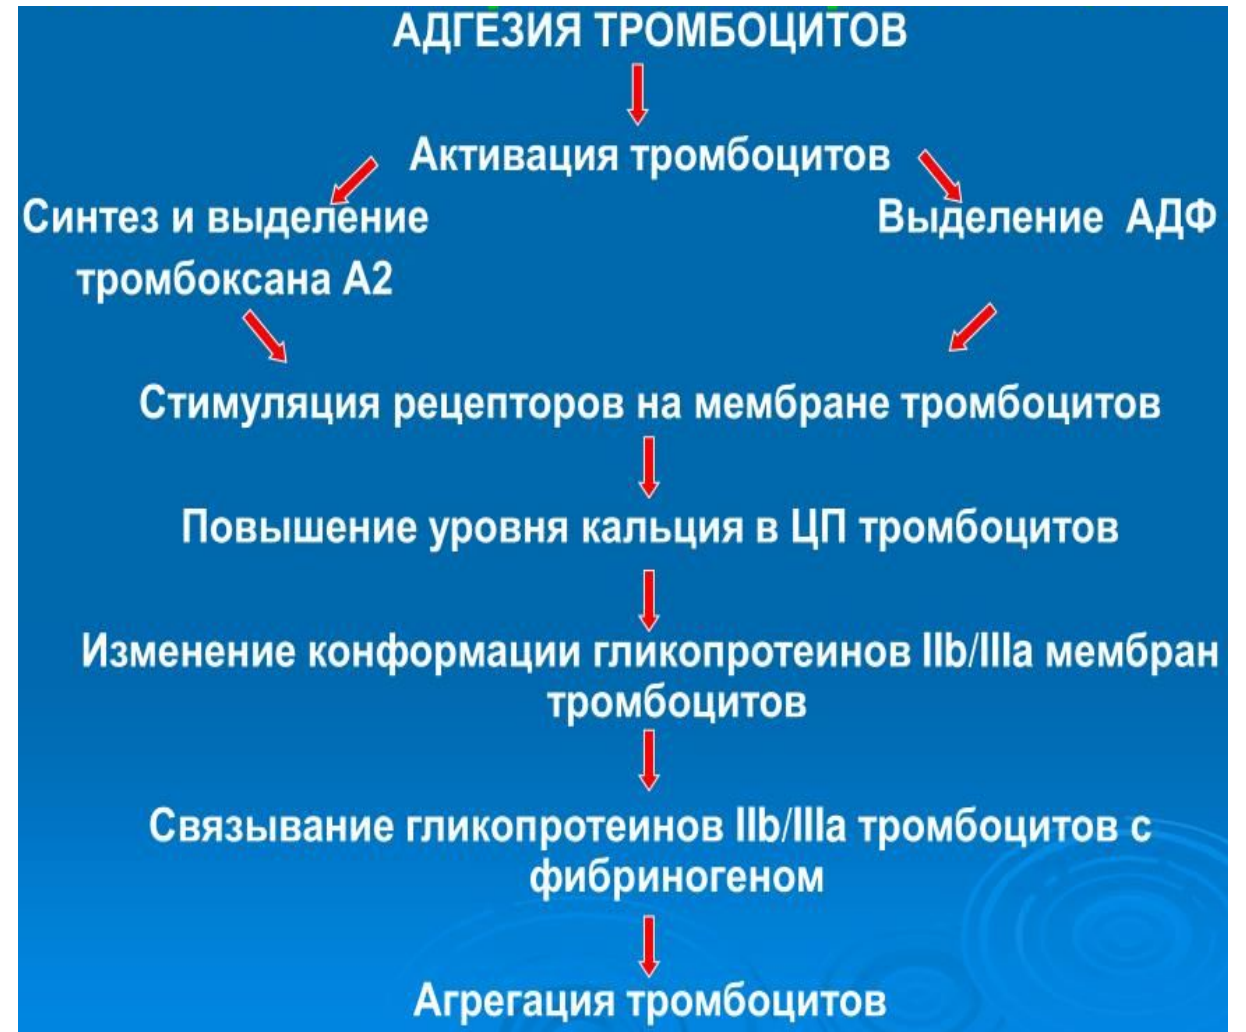 АДГЕЗИЯ ТРОМБОЦИТОВ
Активация тромбоцитов
Синтез и выделение
тромбоксана А2
Выделение АДФ
Стимуляция рецепторов на мембране тромбоцитов
Повышение уровня кальция в ЦП тромбоцитов
Изменение конформации гликопротеинов IIb/IIIa мембран
тромбоцитов
Связывание гликопротеинов IIb/IIIa тромбоцитов с
фибриногеном
Агрегация тромбоцитов